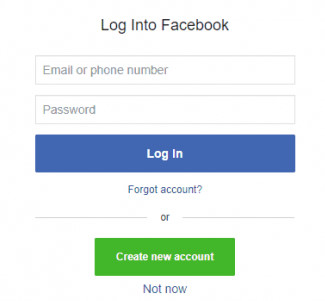 Log Into Facebook
Email or phone number
Password
Log In
Forgot account?
or
Create new account
Not now